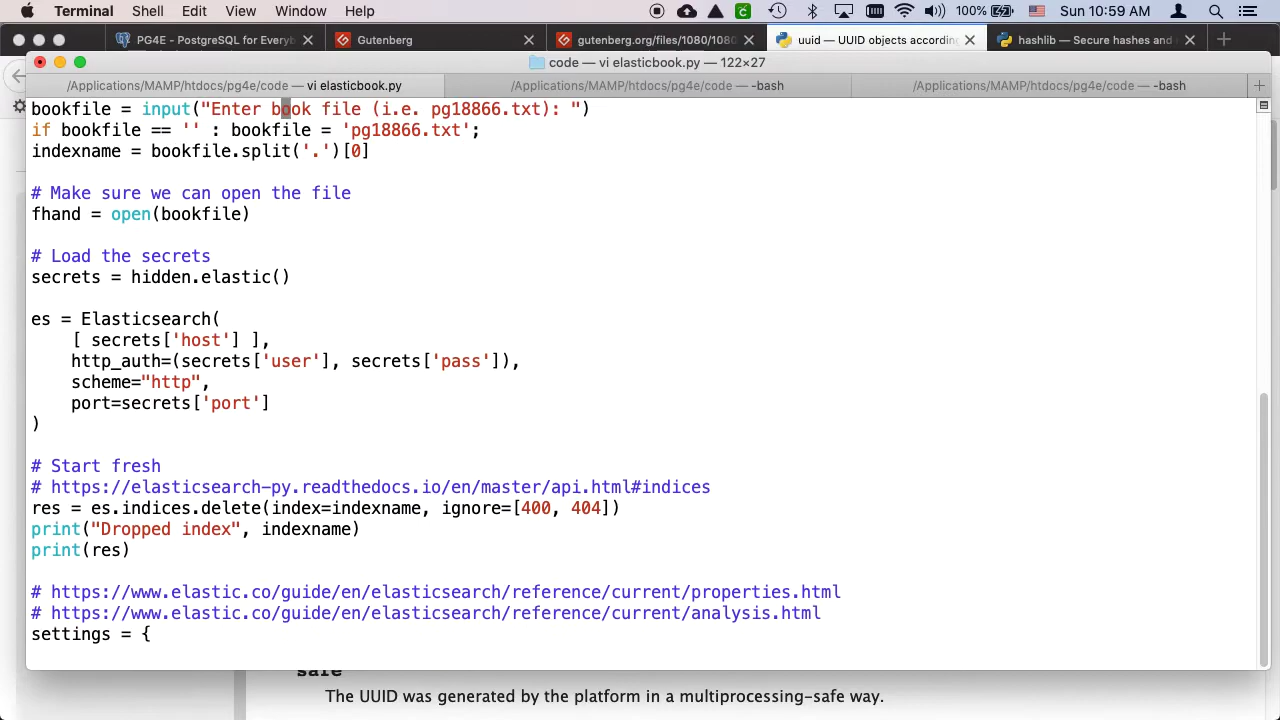 Terminal Shell Edit View Window Help 100% Sun 10:59 AM
PG4E - PostgreSQL for Everyb Gutenberg gutenberg.org/files/1080/1080 uuid — UUID objects according hashlib — Secure hashes and
code — vi elasticbook.py — 122×27
/Applications/MAMP/htdocs/pg4e/code — vi elasticbook.py /Applications/MAMP/htdocs/pg4e/code — -bash /Applications/MAMP/htdocs/pg4e/code — -bash
bookfile = input("Enter book file (i.e. pg18866.txt): ")
if bookfile == '' : bookfile = 'pg18866.txt';
indexname = bookfile.split('.')[0]
# Make sure we can open the file
fhand = open(bookfile)
# Load the secrets
secrets = hidden.elastic()
es = Elasticsearch(
[ secrets['host'] ],
http_auth=(secrets['user'], secrets['pass']),
scheme="http",
port=secrets['port']
)
# Start fresh
# https://elasticsearch-py.readthedocs.io/en/master/api.html#indices
res = es.indices.delete(index=indexname, ignore=[400, 404])
print("Dropped index", indexname)
print(res)
# https://www.elastic.co/guide/en/elasticsearch/reference/current/properties.html
# https://www.elastic.co/guide/en/elasticsearch/reference/current/analysis.html
settings = {
safe
The UUID was generated by the platform in a multiprocessing-safe way.